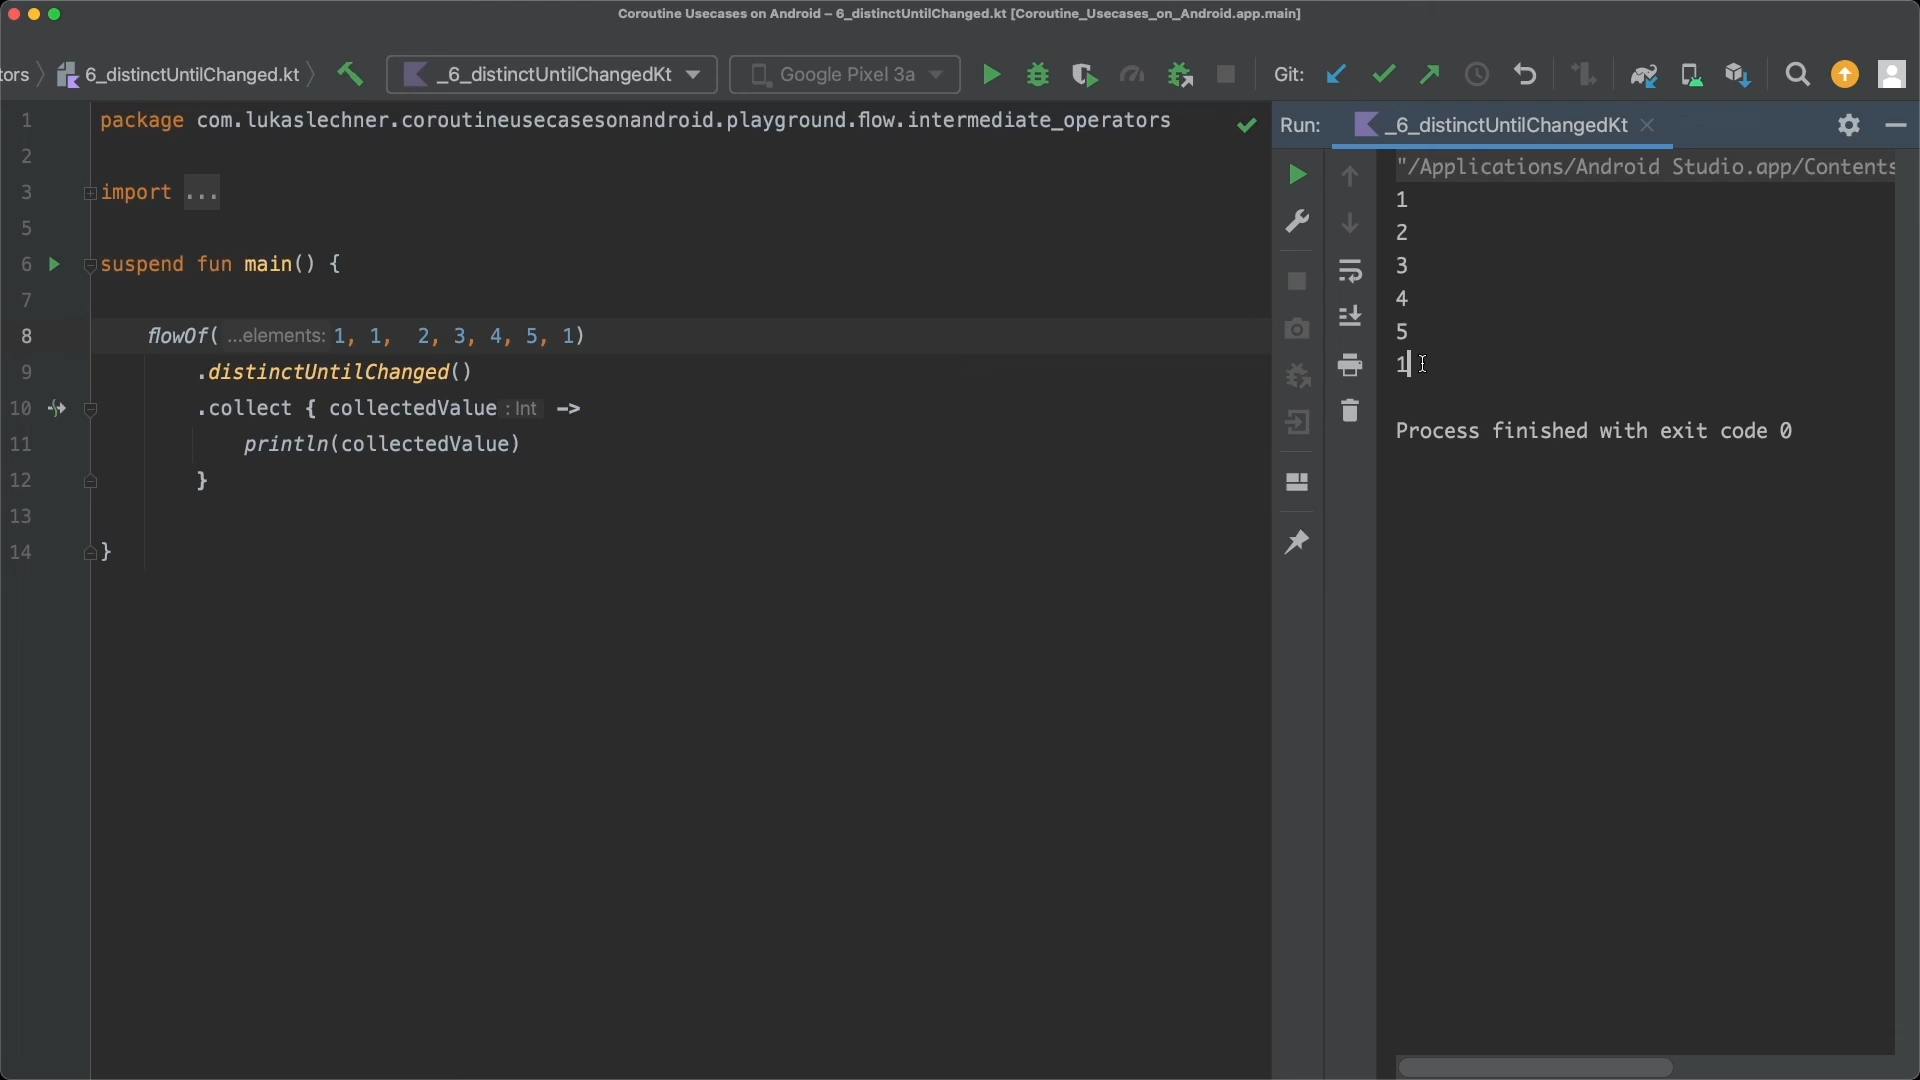 Coroutine Usecases on Android – 6_distinctUntilChanged.kt [Coroutine_Usecases_on_Android.app.main]
tors 6_distinctUntilChanged.kt _6_distinctUntilChangedKt Google Pixel 3a Git:
1 package com.lukaslechner.coroutineusecasesonandroid.playground.flow.intermediate_operators
2
3 import ...
5
6 suspend fun main() {
7
8 flowOf( ...elements: 1, 1,  2, 3, 4, 5, 1)
9 .distinctUntilChanged()
10 .collect { collectedValue : Int ->
11 println(collectedValue)
12 }
13
14 }
Run: _6_distinctUntilChangedKt
"/Applications/Android Studio.app/Contents
1
2
3
4
5
1
Process finished with exit code 0